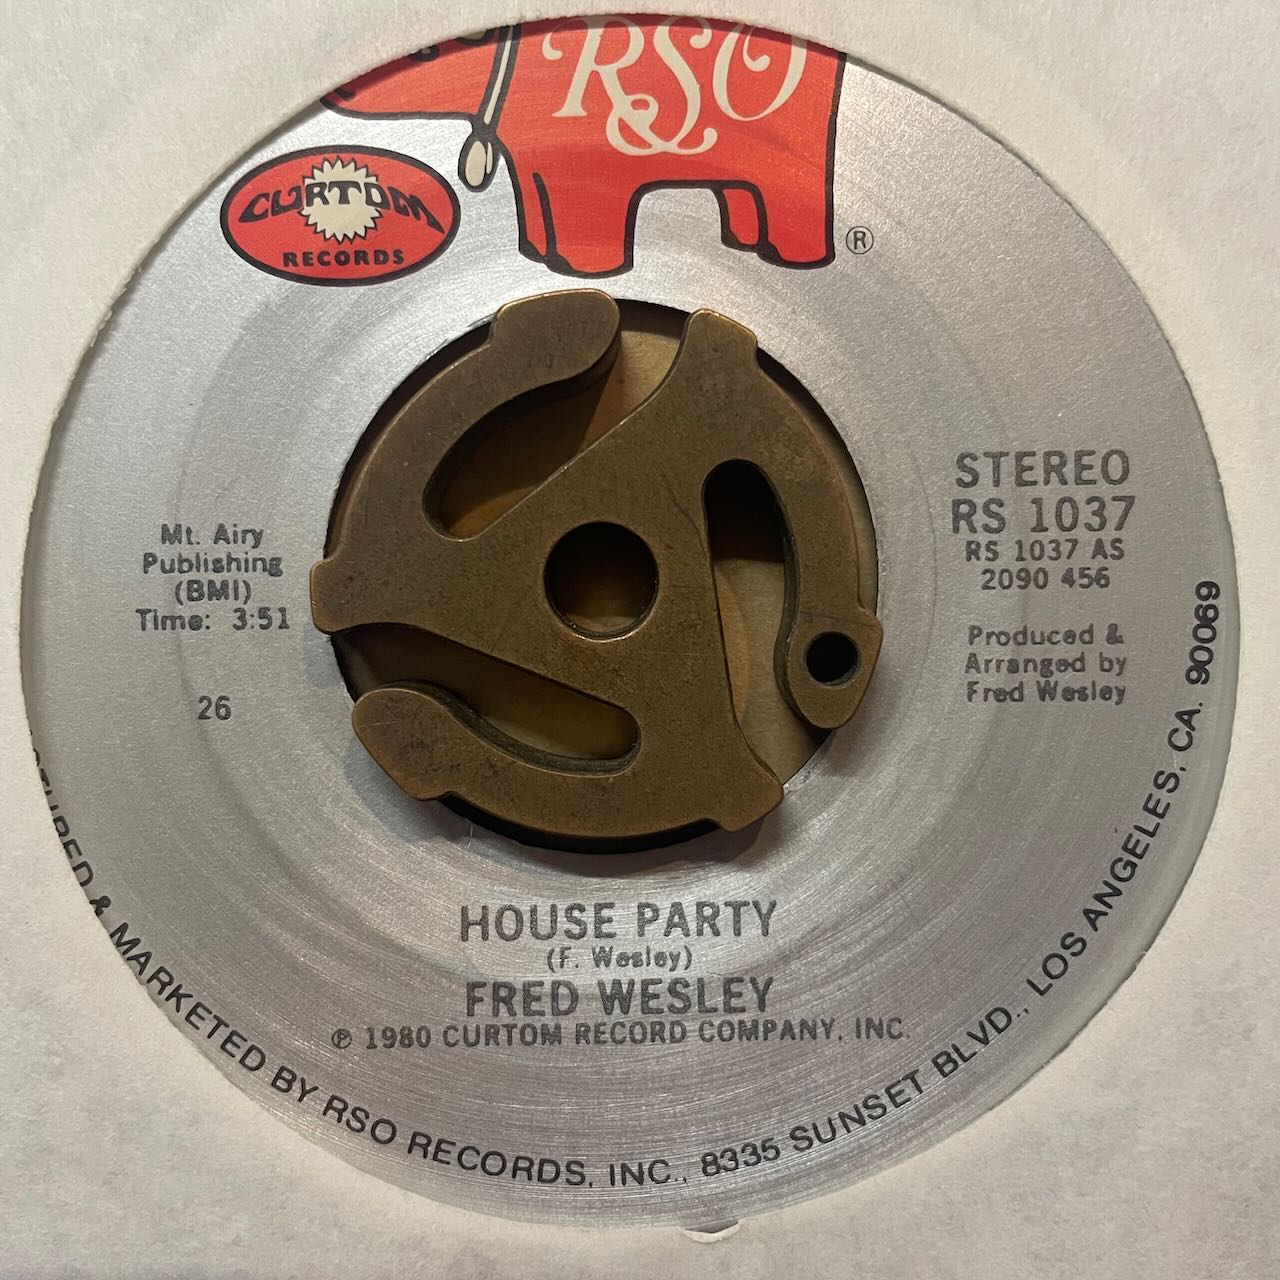 RSO
®
CURTOM
RECORDS
STEREO
RS 1037
RS 1037 AS
2090 456
Mt. Airy
Publishing
(BMI)
Time: 3:51
26
Produced &
Arranged by
Fred Wesley
HOUSE PARTY
(F. Wesley)
FRED WESLEY
℗ 1980 CURTOM RECORD COMPANY, INC.
& MARKETED BY RSO RECORDS, INC., 8335 SUNSET BLVD., LOS ANGELES, CA. 90069